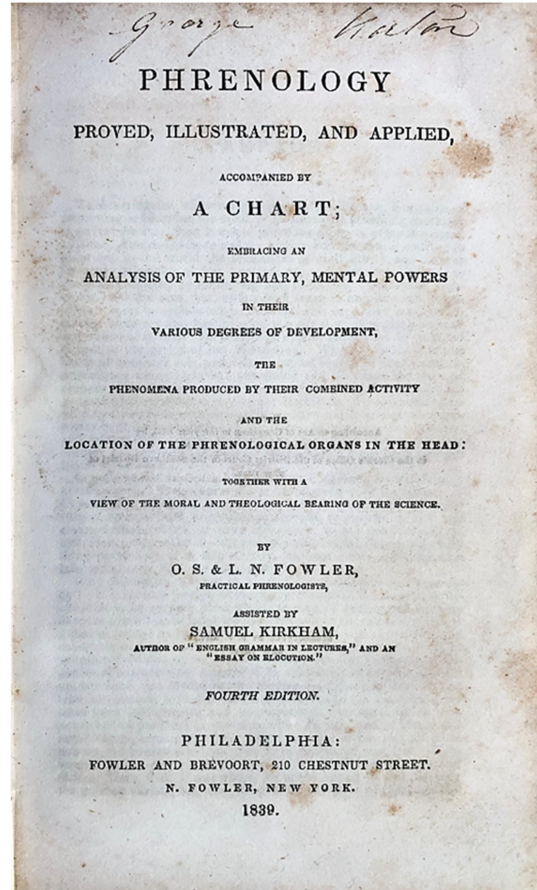 George Horton
PHRENOLOGY
PROVED, ILLUSTRATED, AND APPLIED,
ACCOMPANIED BY
A CHART;
EMBRACING AN
ANALYSIS OF THE PRIMARY, MENTAL POWERS
IN THEIR
VARIOUS DEGREES OF DEVELOPMENT,
THE
PHENOMENA PRODUCED BY THEIR COMBINED ACTIVITY
AND THE
LOCATION OF THE PHRENOLOGICAL ORGANS IN THE HEAD:
TOGETHER WITH A
VIEW OF THE MORAL AND THEOLOGICAL BEARING OF THE SCIENCE.
BY
O. S. & L. N. FOWLER,
PRACTICAL PHRENOLOGISTS,
ASSISTED BY
SAMUEL KIRKHAM,
AUTHOR OF "ENGLISH GRAMMAR IN LECTURES," AND AN
"ESSAY ON ELOCUTION."
FOURTH EDITION.
PHILADELPHIA:
FOWLER AND BREVOORT, 210 CHESTNUT STREET.
N. FOWLER, NEW YORK.
1839.